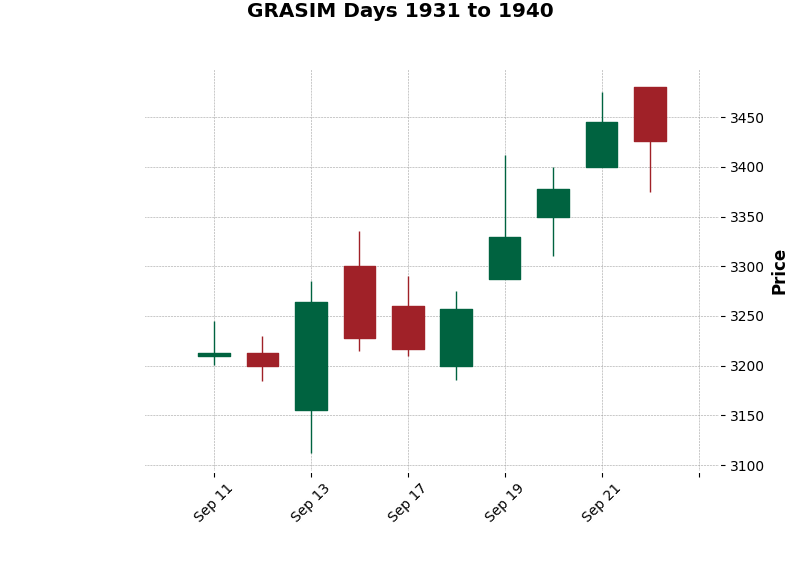 GRASIM Days 1931 to 1940
3450
3400
3350
3300
3250
3200
3150
3100
Price
Sep 11
Sep 13
Sep 17
Sep 19
Sep 21